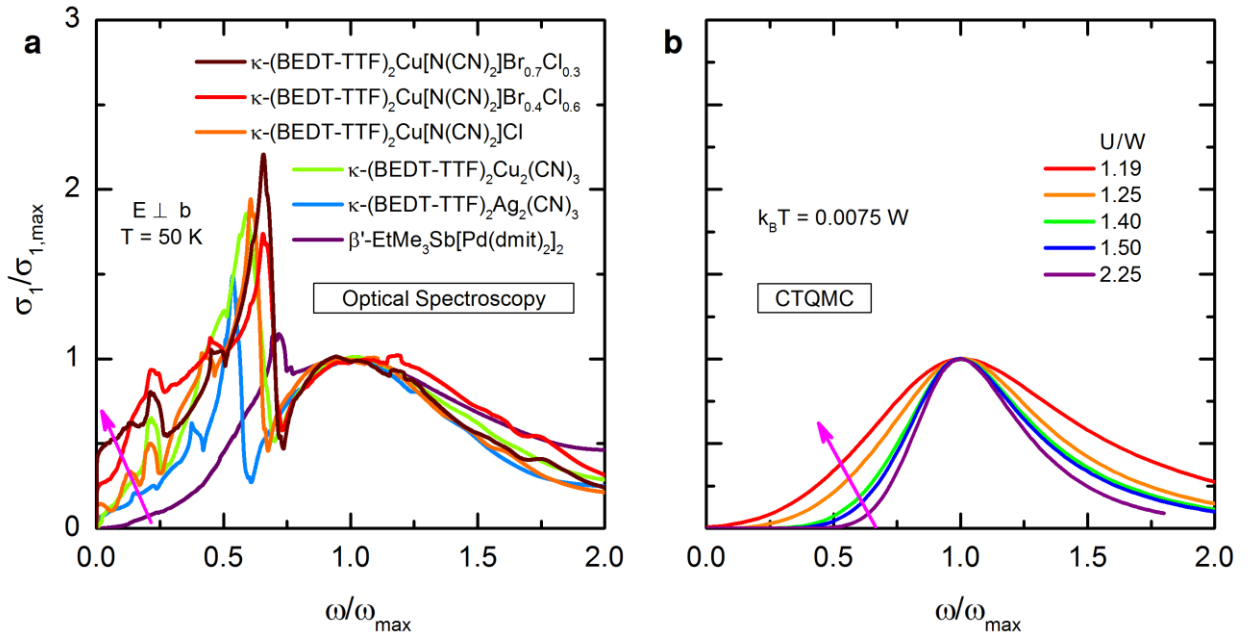 a
3
2
1
0
σ₁/σ₁,max
κ-(BEDT-TTF)₂Cu[N(CN)₂]Br₀.₇Cl₀.₃
κ-(BEDT-TTF)₂Cu[N(CN)₂]Br₀.₄Cl₀.₆
κ-(BEDT-TTF)₂Cu[N(CN)₂]Cl
κ-(BEDT-TTF)₂Cu₂(CN)₃
κ-(BEDT-TTF)₂Ag₂(CN)₃
β'-EtMe₃Sb[Pd(dmit)₂]₂
E ⊥ b
T = 50 K
Optical Spectroscopy
0.0 0.5 1.0 1.5 2.0
ω/ωmax
b
U/W
1.19
1.25
1.40
1.50
2.25
kBT = 0.0075 W
CTQMC
0.0 0.5 1.0 1.5 2.0
ω/ωmax